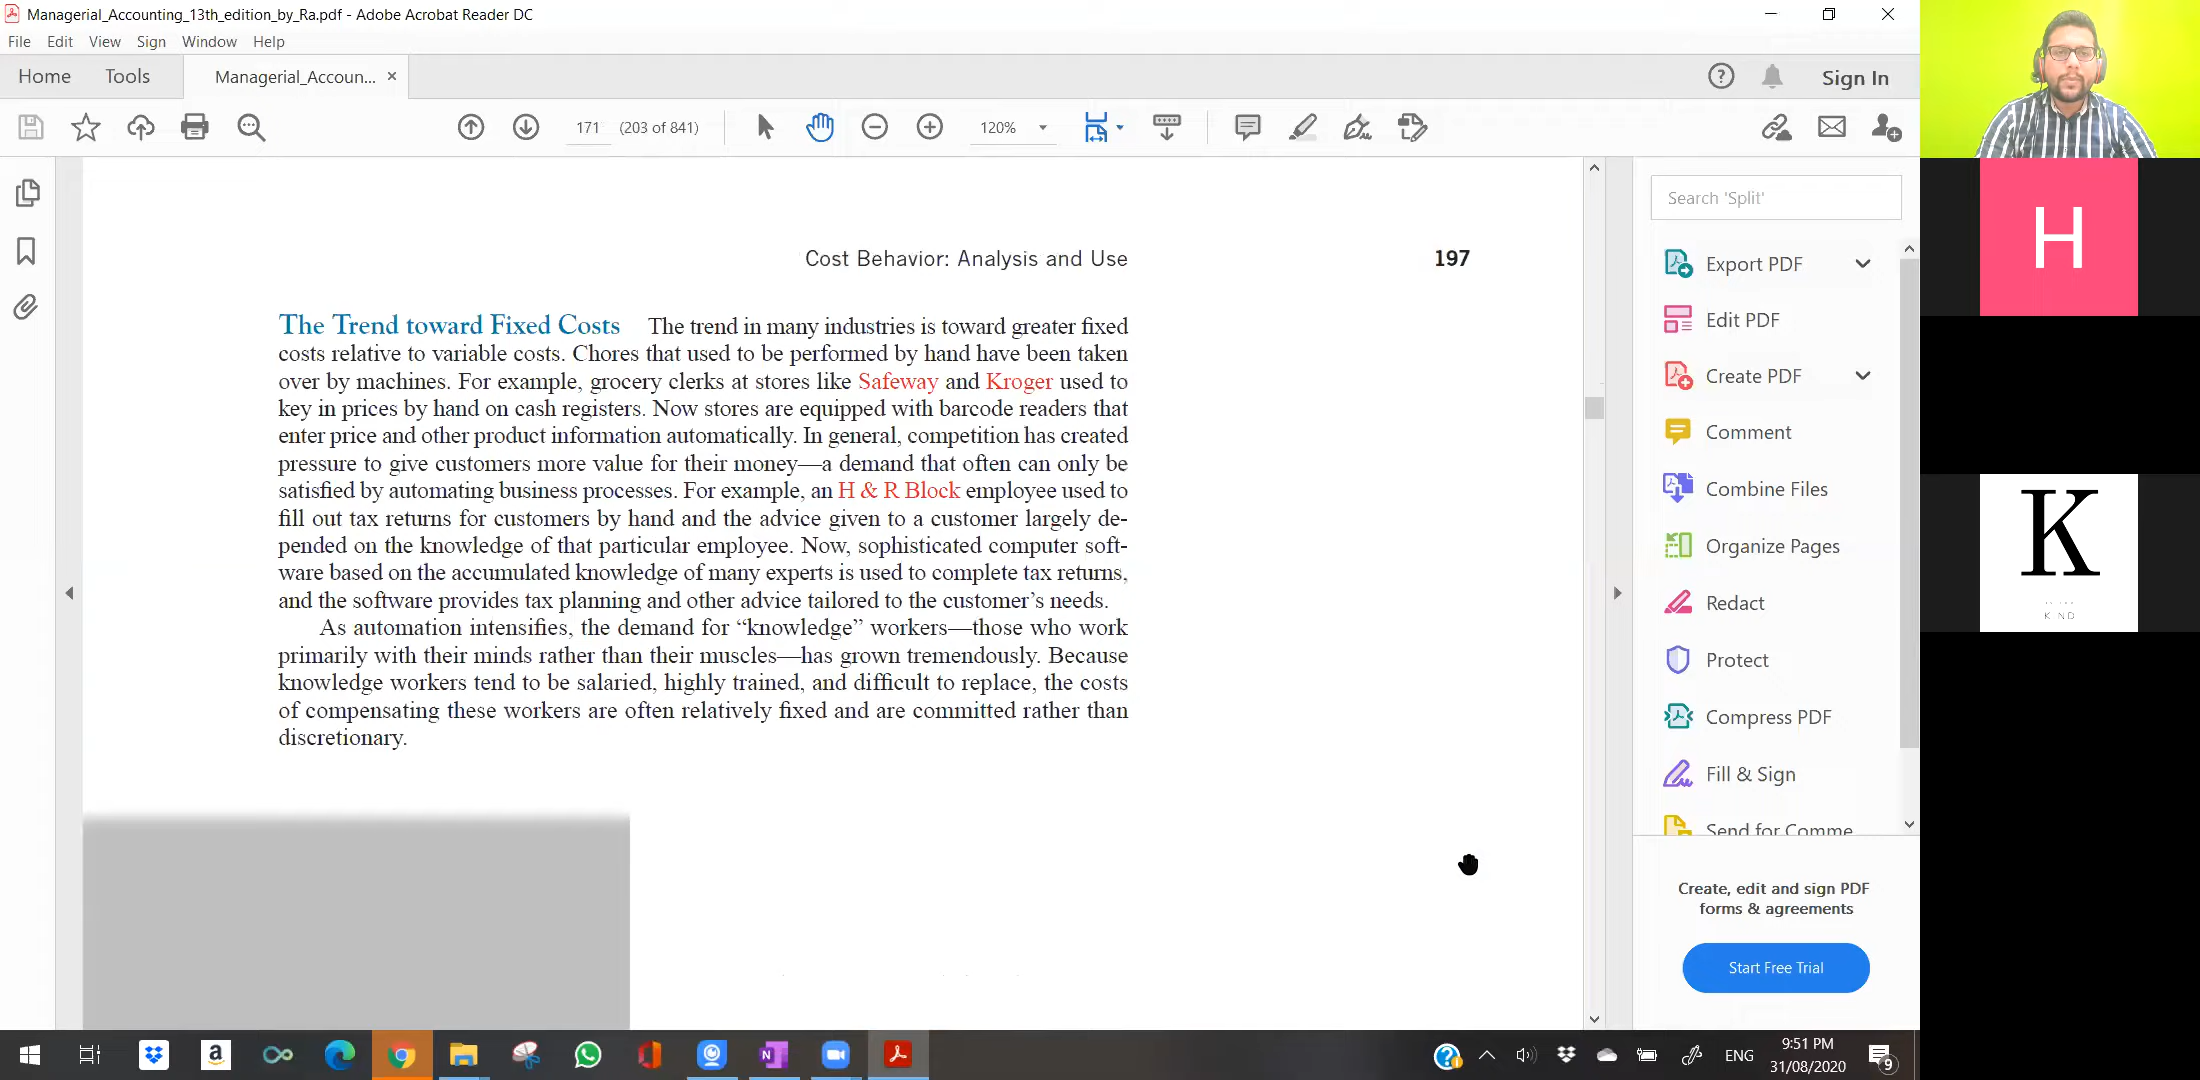 Managerial_Accounting_13th_edition_by_Ra.pdf - Adobe Acrobat Reader DC
File Edit View Sign Window Help
Home Tools Managerial_Accoun... × Sign In
171 (203 of 841) 120%
Cost Behavior: Analysis and Use 197
The Trend toward Fixed Costs The trend in many industries is toward greater fixed
costs relative to variable costs. Chores that used to be performed by hand have been taken
over by machines. For example, grocery clerks at stores like Safeway and Kroger used to
key in prices by hand on cash registers. Now stores are equipped with barcode readers that
enter price and other product information automatically. In general, competition has created
pressure to give customers more value for their money—a demand that often can only be
satisfied by automating business processes. For example, an H & R Block employee used to
fill out tax returns for customers by hand and the advice given to a customer largely de-
pended on the knowledge of that particular employee. Now, sophisticated computer soft-
ware based on the accumulated knowledge of many experts is used to complete tax returns,
and the software provides tax planning and other advice tailored to the customer's needs.
As automation intensifies, the demand for “knowledge” workers—those who work
primarily with their minds rather than their muscles—has grown tremendously. Because
knowledge workers tend to be salaried, highly trained, and difficult to replace, the costs
of compensating these workers are often relatively fixed and are committed rather than
discretionary.
Search 'Split'
Export PDF
Edit PDF
Create PDF
Comment
Combine Files
Organize Pages
Redact
Protect
Compress PDF
Fill & Sign
Send for Comme
Create, edit and sign PDF
forms & agreements
Start Free Trial
H
K
ENG
9:51 PM
31/08/2020
9